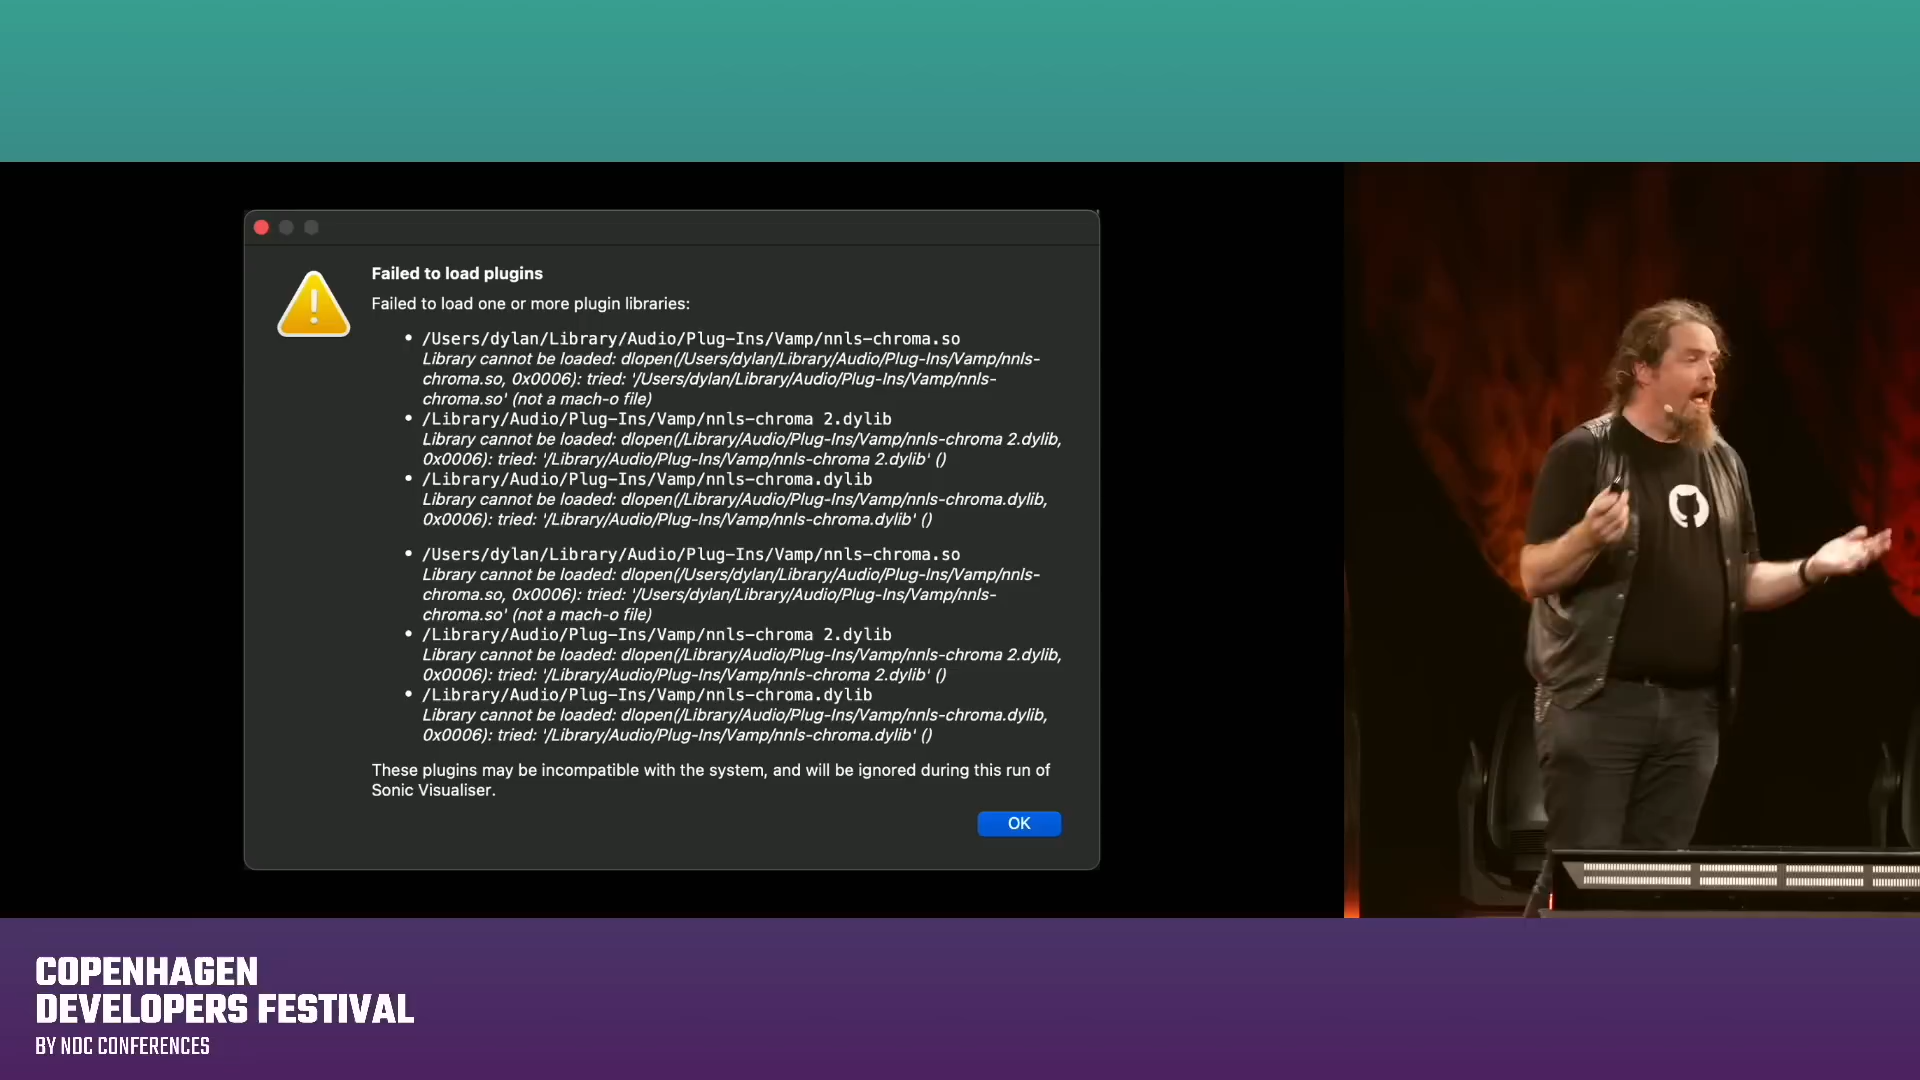 Failed to load plugins
Failed to load one or more plugin libraries:
• /Users/dylan/Library/Audio/Plug-Ins/Vamp/nnls-chroma.so
Library cannot be loaded: dlopen(/Users/dylan/Library/Audio/Plug-Ins/Vamp/nnls-
chroma.so, 0x0006): tried: '/Users/dylan/Library/Audio/Plug-Ins/Vamp/nnls-
chroma.so' (not a mach-o file)
• /Library/Audio/Plug-Ins/Vamp/nnls-chroma 2.dylib
Library cannot be loaded: dlopen(/Library/Audio/Plug-Ins/Vamp/nnls-chroma 2.dylib,
0x0006): tried: '/Library/Audio/Plug-Ins/Vamp/nnls-chroma 2.dylib' ()
• /Library/Audio/Plug-Ins/Vamp/nnls-chroma.dylib
Library cannot be loaded: dlopen(/Library/Audio/Plug-Ins/Vamp/nnls-chroma.dylib,
0x0006): tried: '/Library/Audio/Plug-Ins/Vamp/nnls-chroma.dylib' ()
• /Users/dylan/Library/Audio/Plug-Ins/Vamp/nnls-chroma.so
Library cannot be loaded: dlopen(/Users/dylan/Library/Audio/Plug-Ins/Vamp/nnls-
chroma.so, 0x0006): tried: '/Users/dylan/Library/Audio/Plug-Ins/Vamp/nnls-
chroma.so' (not a mach-o file)
• /Library/Audio/Plug-Ins/Vamp/nnls-chroma 2.dylib
Library cannot be loaded: dlopen(/Library/Audio/Plug-Ins/Vamp/nnls-chroma 2.dylib,
0x0006): tried: '/Library/Audio/Plug-Ins/Vamp/nnls-chroma 2.dylib' ()
• /Library/Audio/Plug-Ins/Vamp/nnls-chroma.dylib
Library cannot be loaded: dlopen(/Library/Audio/Plug-Ins/Vamp/nnls-chroma.dylib,
0x0006): tried: '/Library/Audio/Plug-Ins/Vamp/nnls-chroma.dylib' ()
These plugins may be incompatible with the system, and will be ignored during this run of
Sonic Visualiser.
OK
COPENHAGEN
DEVELOPERS FESTIVAL
BY NDC CONFERENCES